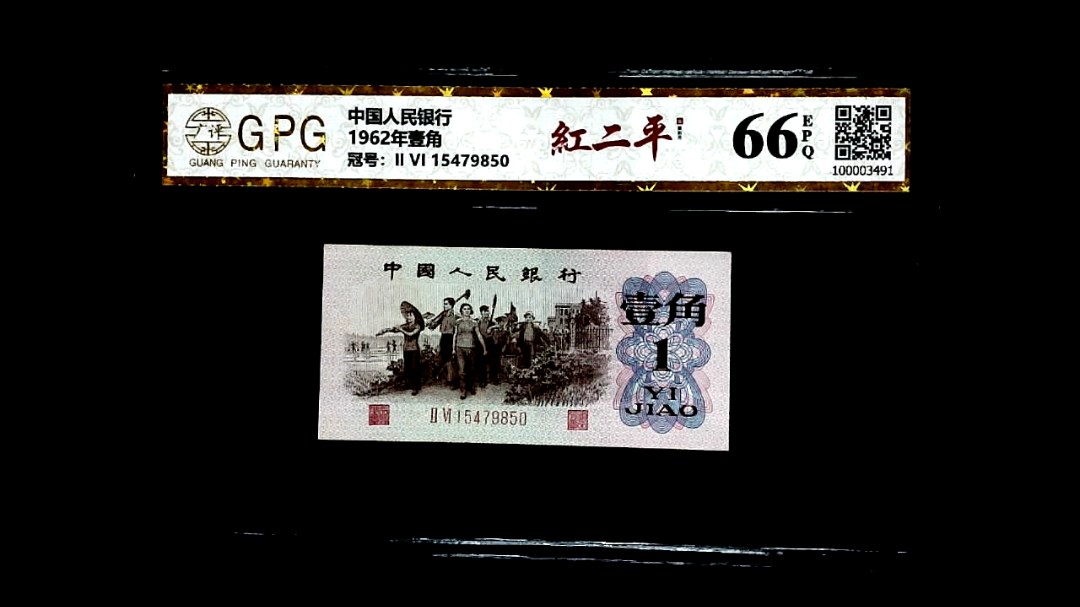 广评
GPG
GUANG PING GUARANTY
中国人民银行
1962年壹角
冠号：II VI 15479850
紅二平
66
EPQ
100003491
中國人民銀行
壹角
1
YI
JIAO
II VI 15479850